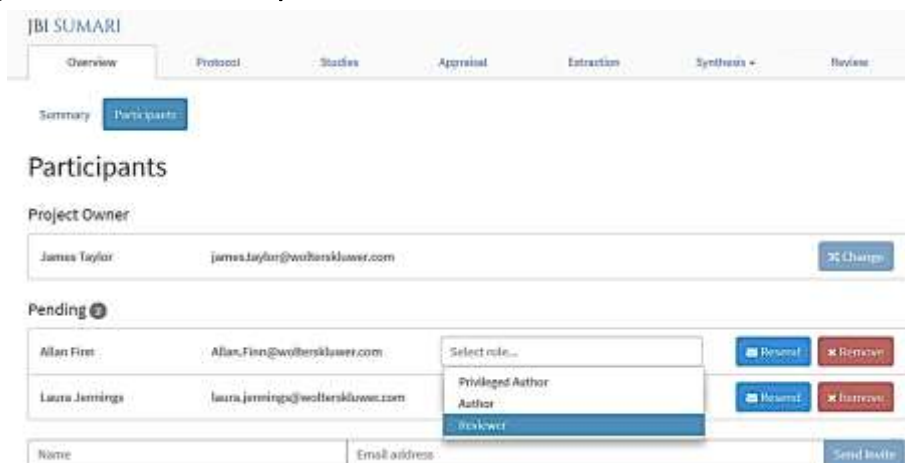 JBI SUMARI
Overview Protocol Studies Appraisal Extraction Synthesis Review
Summary Participants
Participants
Project Owner
James Taylor james.taylor@wolterskluwer.com Change
Pending 2
Allan Finn Allan.Finn@wolterskluwer.com Select role... Resend Remove
Privileged Author
Laura Jennings laura.jennings@wolterskluwer.com Author Resend Remove
Reviewer
Name Email address Send Invite